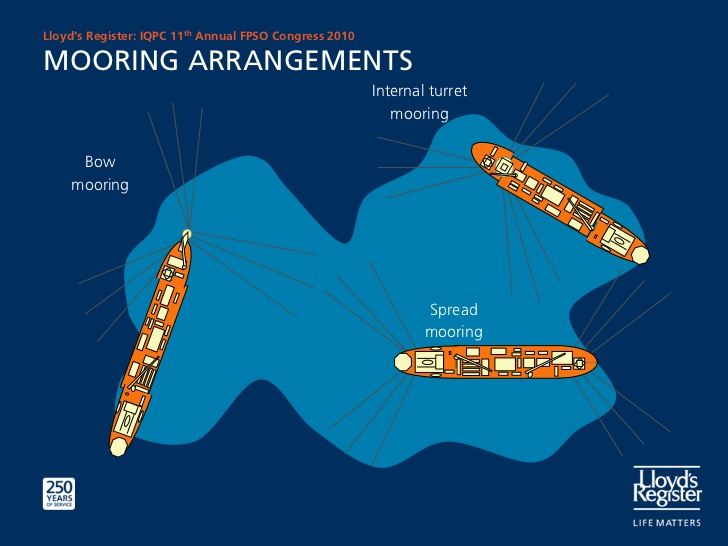 Lloyd's Register: IQPC 11th Annual FPSO Congress 2010
MOORING ARRANGEMENTS
Internal turret
mooring
Bow
mooring
Spread
mooring
250
YEARS
OF SERVICE
Lloyd's
Register
LIFE MATTERS